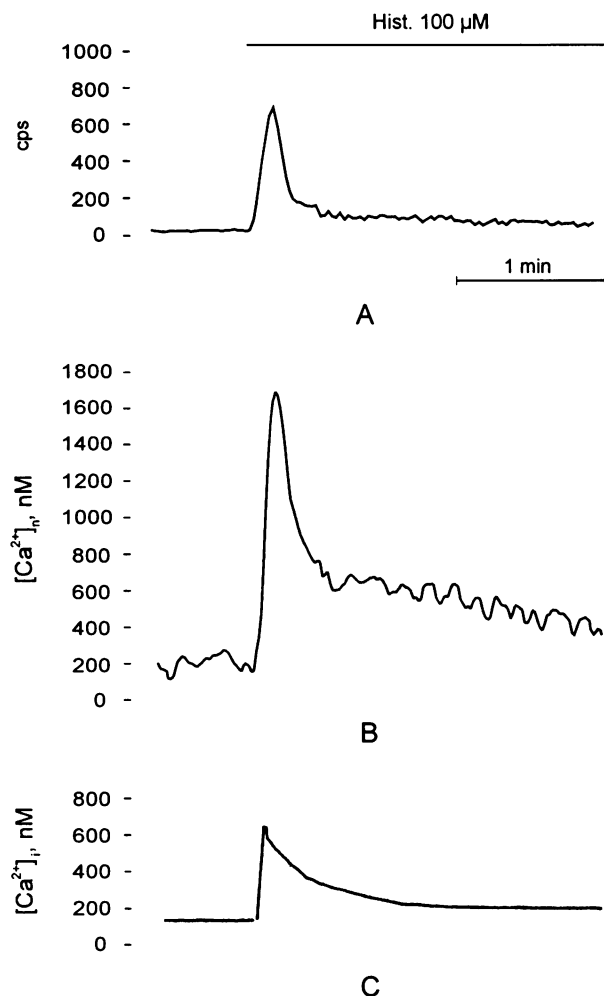 Hist. 100 µM
1000 -
800 -
600 -
400 -
200 -
0 -
cps
1 min
A
1800 -
1600 -
1400 -
1200 -
1000 -
800 -
600 -
400 -
200 -
0 -
[Ca²⁺]ₙ, nM
B
800 -
600 -
400 -
200 -
0 -
[Ca²⁺]ᵢ, nM
C